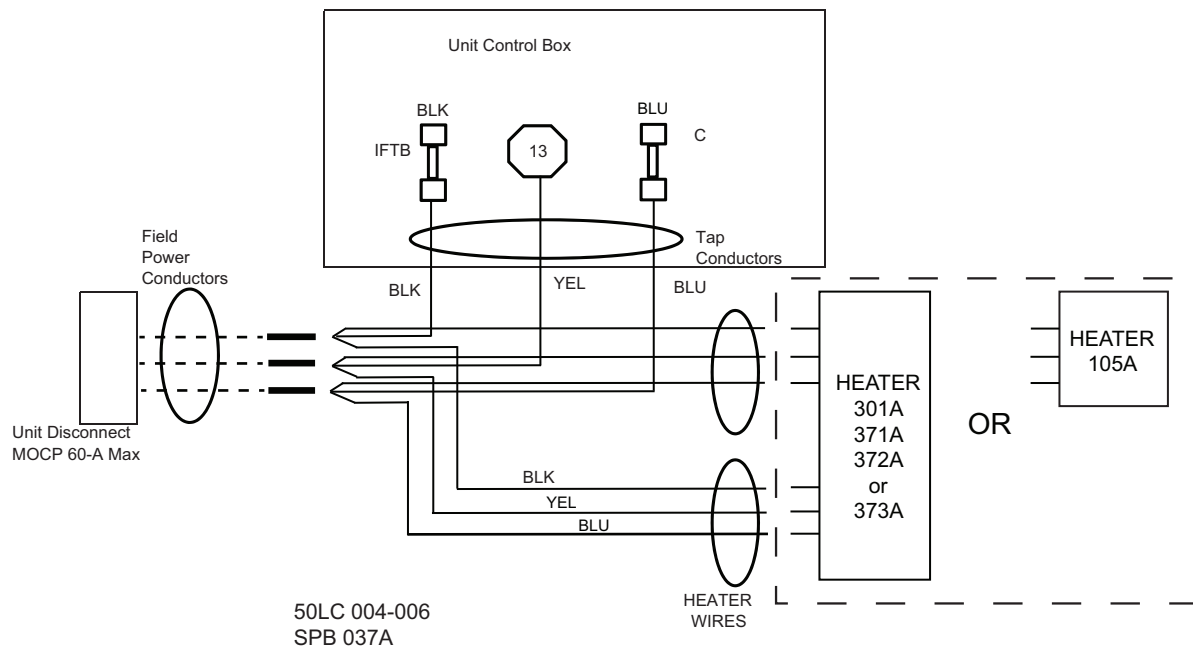 Unit Control Box
BLK
BLU
IFTB
13
C
Field
Power
Conductors
Tap
Conductors
BLK
YEL
BLU
HEATER
105A
HEATER
301A
371A
372A
or
373A
OR
Unit Disconnect
MOCP 60-A Max
BLK
YEL
BLU
HEATER
WIRES
50LC 004-006
SPB 037A